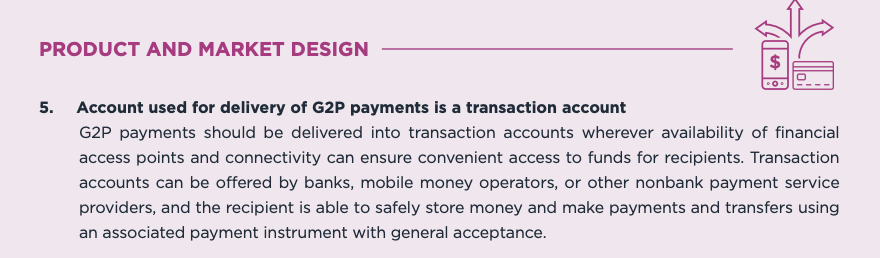 PRODUCT AND MARKET DESIGN
$
5. Account used for delivery of G2P payments is a transaction account
G2P payments should be delivered into transaction accounts wherever availability of financial
access points and connectivity can ensure convenient access to funds for recipients. Transaction
accounts can be offered by banks, mobile money operators, or other nonbank payment service
providers, and the recipient is able to safely store money and make payments and transfers using
an associated payment instrument with general acceptance.